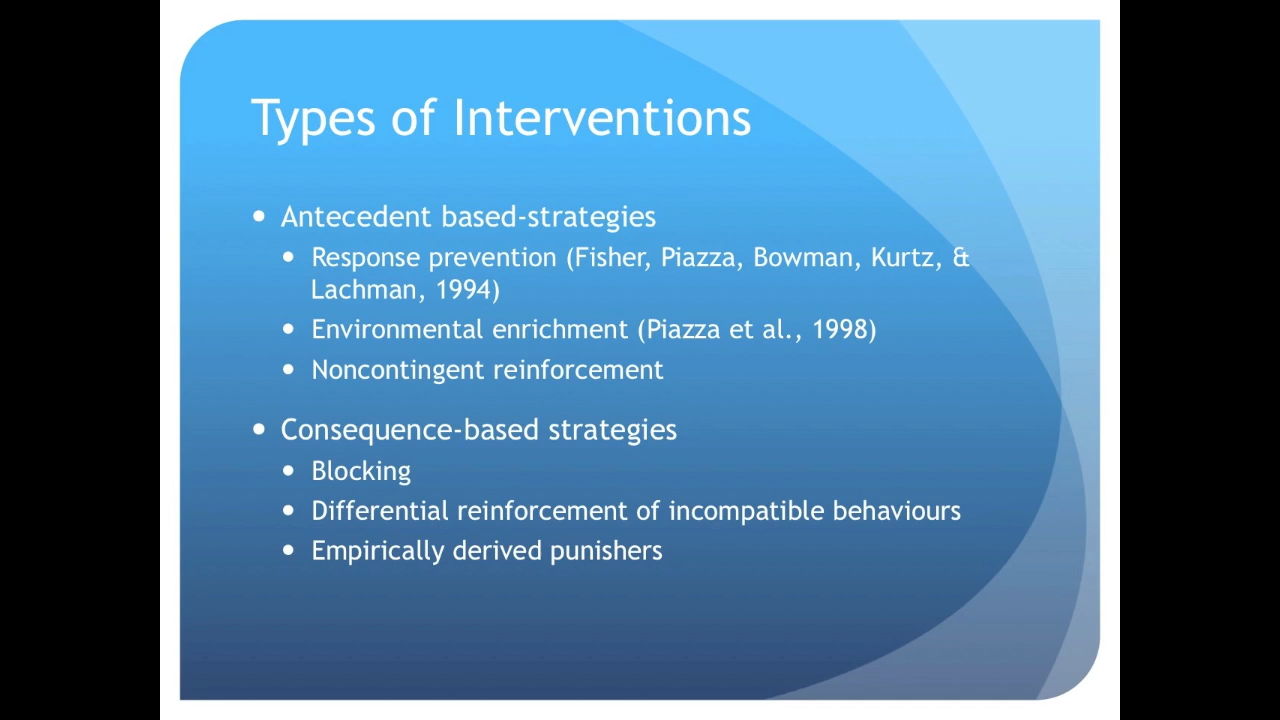 Types of Interventions
• Antecedent based-strategies
• Response prevention (Fisher, Piazza, Bowman, Kurtz, &
Lachman, 1994)
• Environmental enrichment (Piazza et al., 1998)
• Noncontingent reinforcement
• Consequence-based strategies
• Blocking
• Differential reinforcement of incompatible behaviours
• Empirically derived punishers